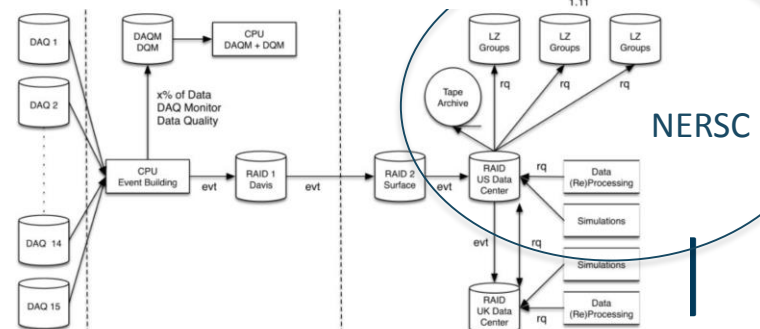 1.11
DAQ 1
DAQ 2
DAQ 14
DAQ 15
DAQM
DQM
CPU
DAQM + DQM
x% of Data
DAQ Monitor
Data Quality
CPU
Event Building
evt
RAID 1
Davis
evt
RAID 2
Surface
evt
LZ
Groups
LZ
Groups
LZ
Groups
rq
rq
rq
Tape
Archive
NERSC
RAID
US Data
Center
rq
Data
(Re)Processing
Simulations
evt
rq
Simulations
RAID
UK Data
Center
rq
Data
(Re)Processing